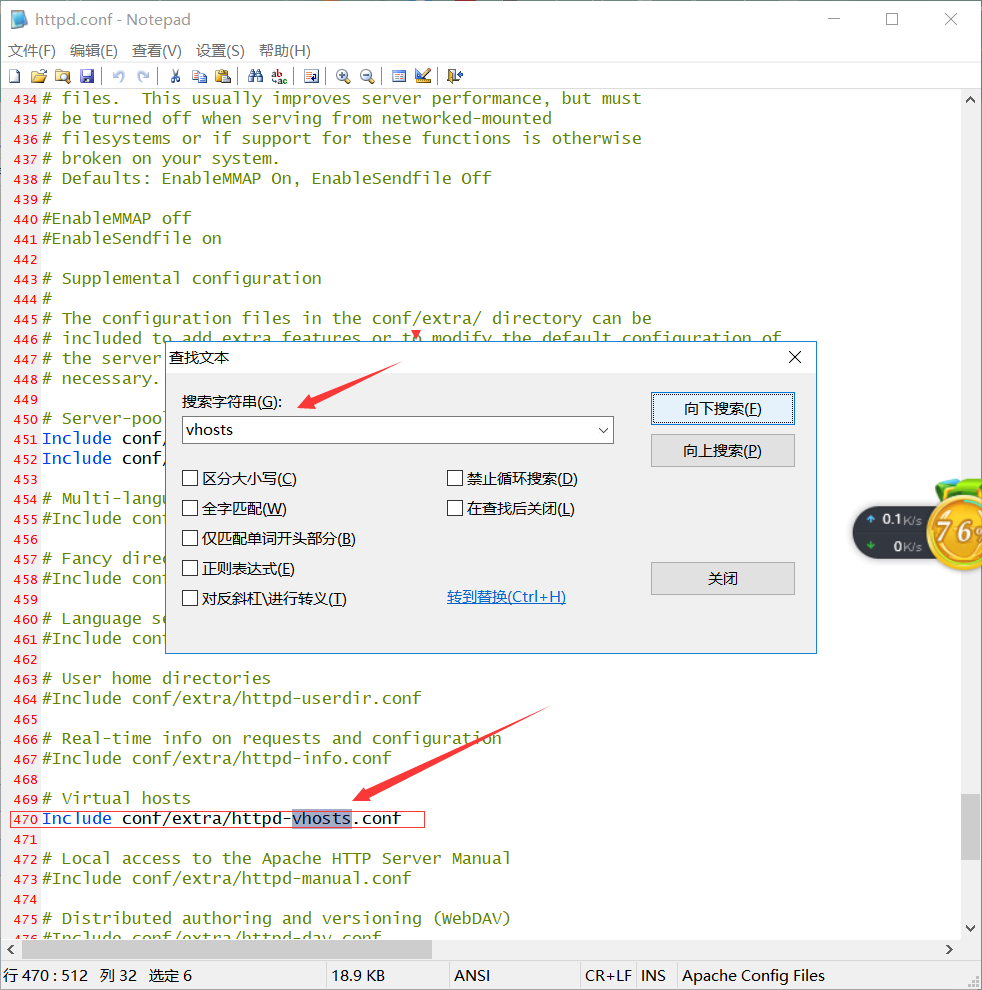 httpd.conf - Notepad
文件(F) 编辑(E) 查看(V) 设置(S) 帮助(H)
434 # files.  This usually improves server performance, but must
435 # be turned off when serving from networked-mounted
436 # filesystems or if support for these functions is otherwise
437 # broken on your system.
438 # Defaults: EnableMMAP On, EnableSendfile Off
439 #
440 #EnableMMAP off
441 #EnableSendfile on
442
443 # Supplemental configuration
444 #
445 # The configuration files in the conf/extra/ directory can be
446 # included to add extra features or to modify the default configuration of
447 # the server
448 # necessary.
449
450 # Server-poo
451 Include conf/
452 Include conf/
453
454 # Multi-langu
455 #Include conf
456
457 # Fancy dire
458 #Include conf
459
460 # Language se
461 #Include conf
462
463 # User home directories
464 #Include conf/extra/httpd-userdir.conf
465
466 # Real-time info on requests and configuration
467 #Include conf/extra/httpd-info.conf
468
469 # Virtual hosts
470 Include conf/extra/httpd-vhosts.conf
471
472 # Local access to the Apache HTTP Server Manual
473 #Include conf/extra/httpd-manual.conf
474
475 # Distributed authoring and versioning (WebDAV)
476 #Include conf/extra/httpd-dav.conf
查找文本
搜索字符串(G):
vhosts
向下搜索(F)
向上搜索(P)
区分大小写(C)
禁止循环搜索(D)
全字匹配(W)
在查找后关闭(L)
仅匹配单词开头部分(B)
正则表达式(E)
关闭
对反斜杠\进行转义(T)
转到替换(Ctrl+H)
0.1K/s
0K/s
76%
行 470 : 512 列 32 选定 6
18.9 KB
ANSI
CR+LF
INS
Apache Config Files